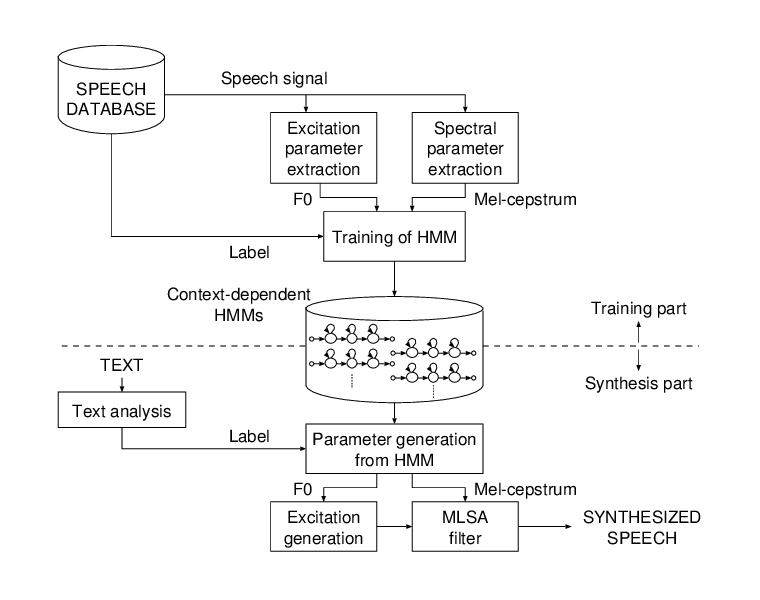 Speech signal
SPEECH
DATABASE
Excitation
parameter
extraction
Spectral
parameter
extraction
F0
Mel-cepstrum
Training of HMM
Label
Context-dependent
HMMs
Training part
Synthesis part
TEXT
Text analysis
Label
Parameter generation
from HMM
F0
Mel-cepstrum
Excitation
generation
MLSA
filter
SYNTHESIZED
SPEECH